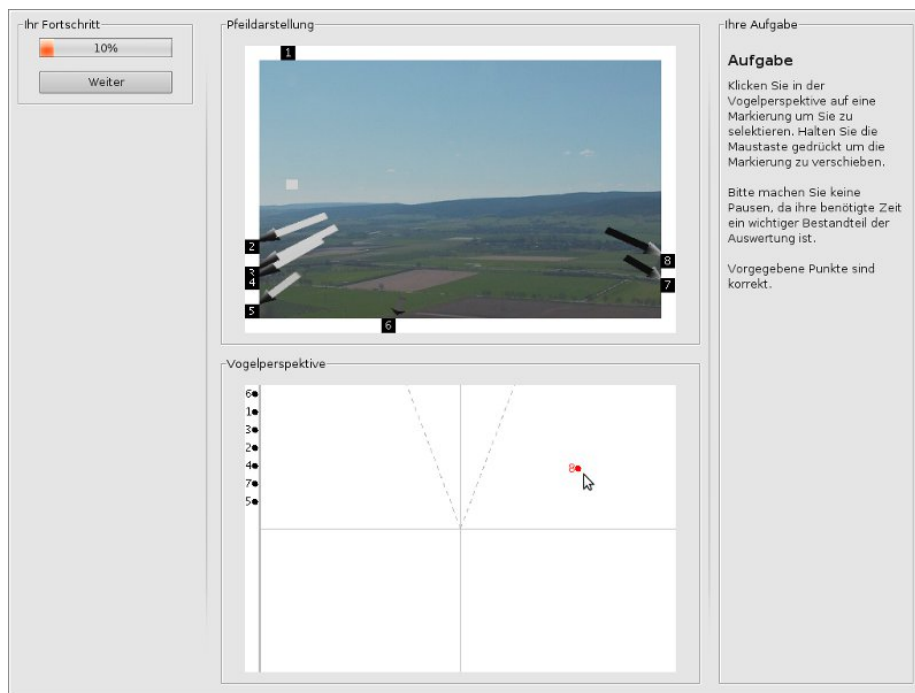 Ihr Fortschritt
10%
Weiter
Pfeildarstellung
1
2
3
4
5
6
7
8
Vogelperspektive
6
1
3
2
4
7
5
8
Ihre Aufgabe
Aufgabe
Klicken Sie in der
Vogelperspektive auf eine
Markierung um Sie zu
selektieren. Halten Sie die
Maustaste gedrückt um die
Markierung zu verschieben.
Bitte machen Sie keine
Pausen, da ihre benötigte Zeit
ein wichtiger Bestandteil der
Auswertung ist.
Vorgegebene Punkte sind
korrekt.